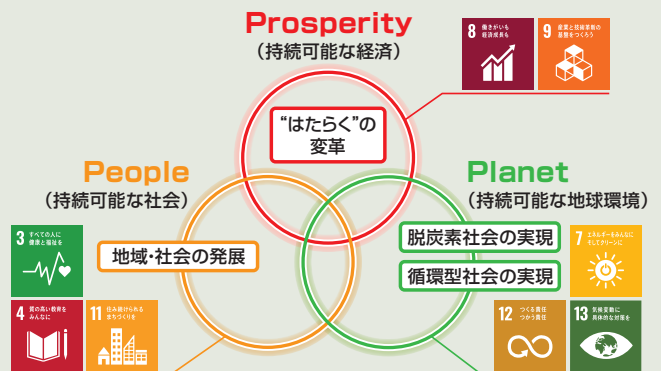 Prosperity
（持続可能な経済）
8 働きがいも
経済成長も
9 産業と技術革新の
基盤をつくろう
“はたらく”の
変革
People
（持続可能な社会）
Planet
（持続可能な地球環境）
3 すべての人に
健康と福祉を
地域・社会の発展
脱炭素社会の実現
循環型社会の実現
7 エネルギーをみんなに
そしてクリーンに
4 質の高い教育を
みんなに
11 住み続けられる
まちづくりを
12 つくる責任
つかう責任
13 気候変動に
具体的な対策を